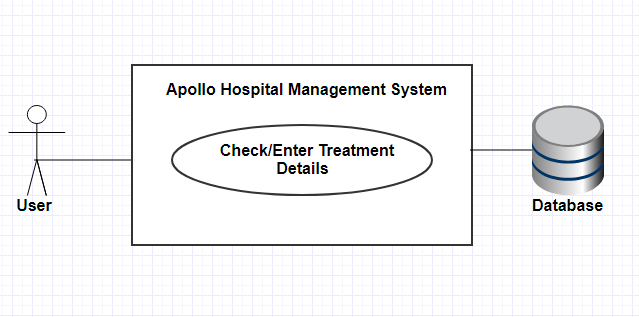 Apollo Hospital Management System
Check/Enter Treatment
Details
User
Database